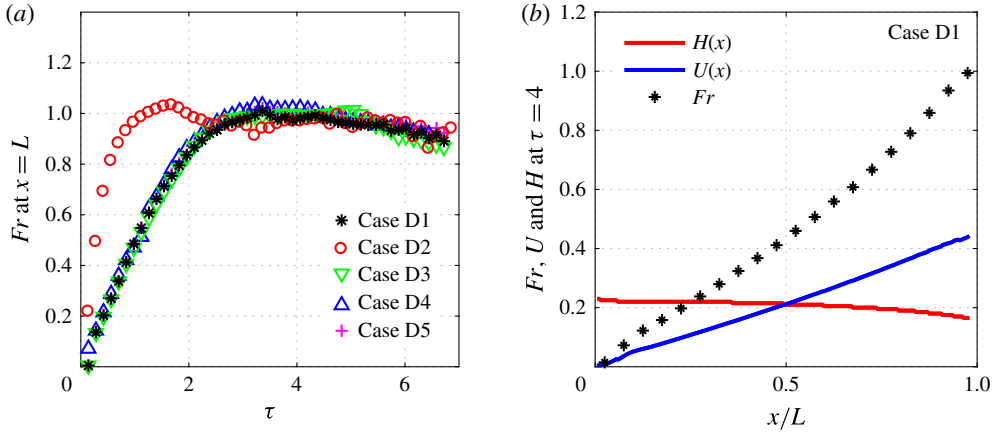 (a)
1.2
1.0
0.8
0.6
0.4
0.2
0
2
4
6
Fr at x = L
τ
Case D1
Case D2
Case D3
Case D4
Case D5
(b)
1.2
1.0
0.8
0.6
0.4
0.2
0
0.5
1.0
Fr, U and H at τ = 4
x/L
Case D1
H(x)
U(x)
Fr